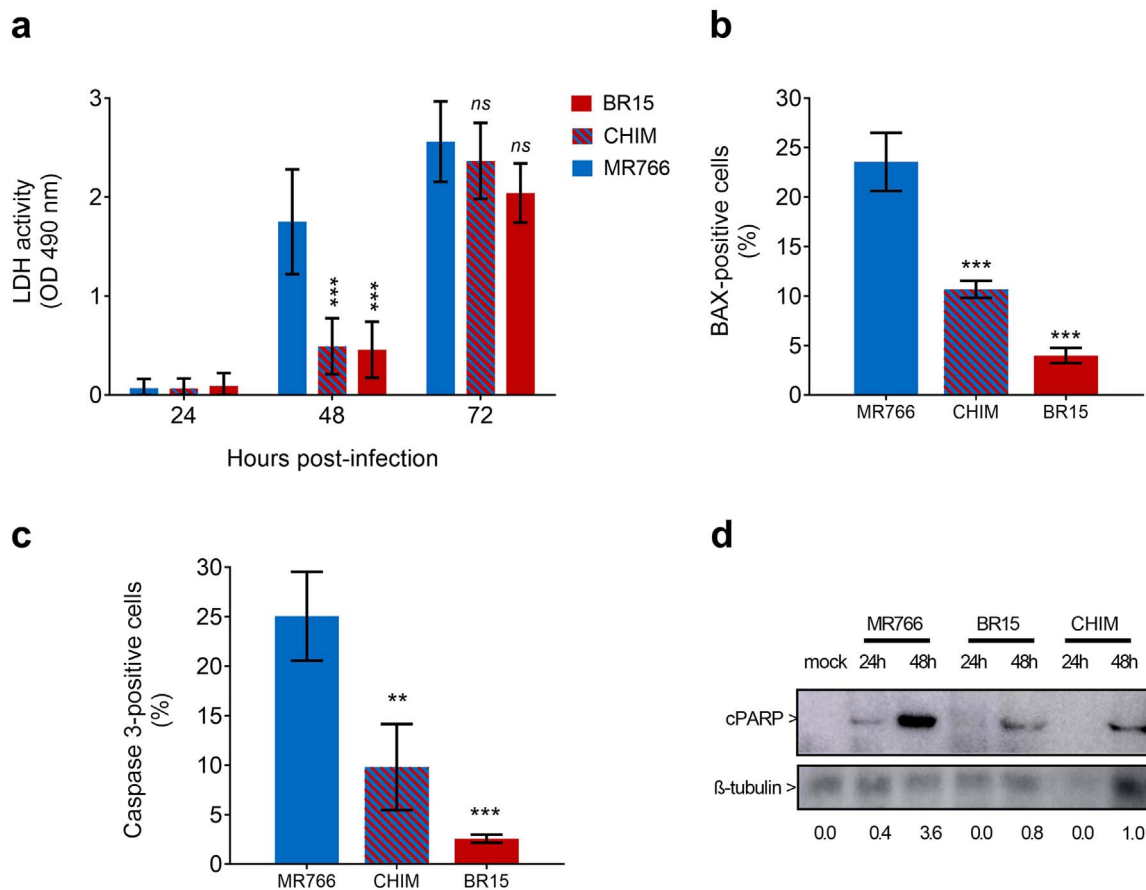 a
LDH activity
(OD 490 nm)
3
2
1
0
***
***
ns
ns
BR15
CHIM
MR766
24
48
72
Hours post-infection
b
BAX-positive cells
(%)
30
25
20
15
10
5
0
***
***
MR766
CHIM
BR15
c
Caspase 3-positive cells
(%)
30
25
20
15
10
5
0
**
***
MR766
CHIM
BR15
d
MR766 BR15 CHIM
mock 24h 48h 24h 48h 24h 48h
cPARP >
ß-tubulin >
0.0 0.4 3.6 0.0 0.8 0.0 1.0